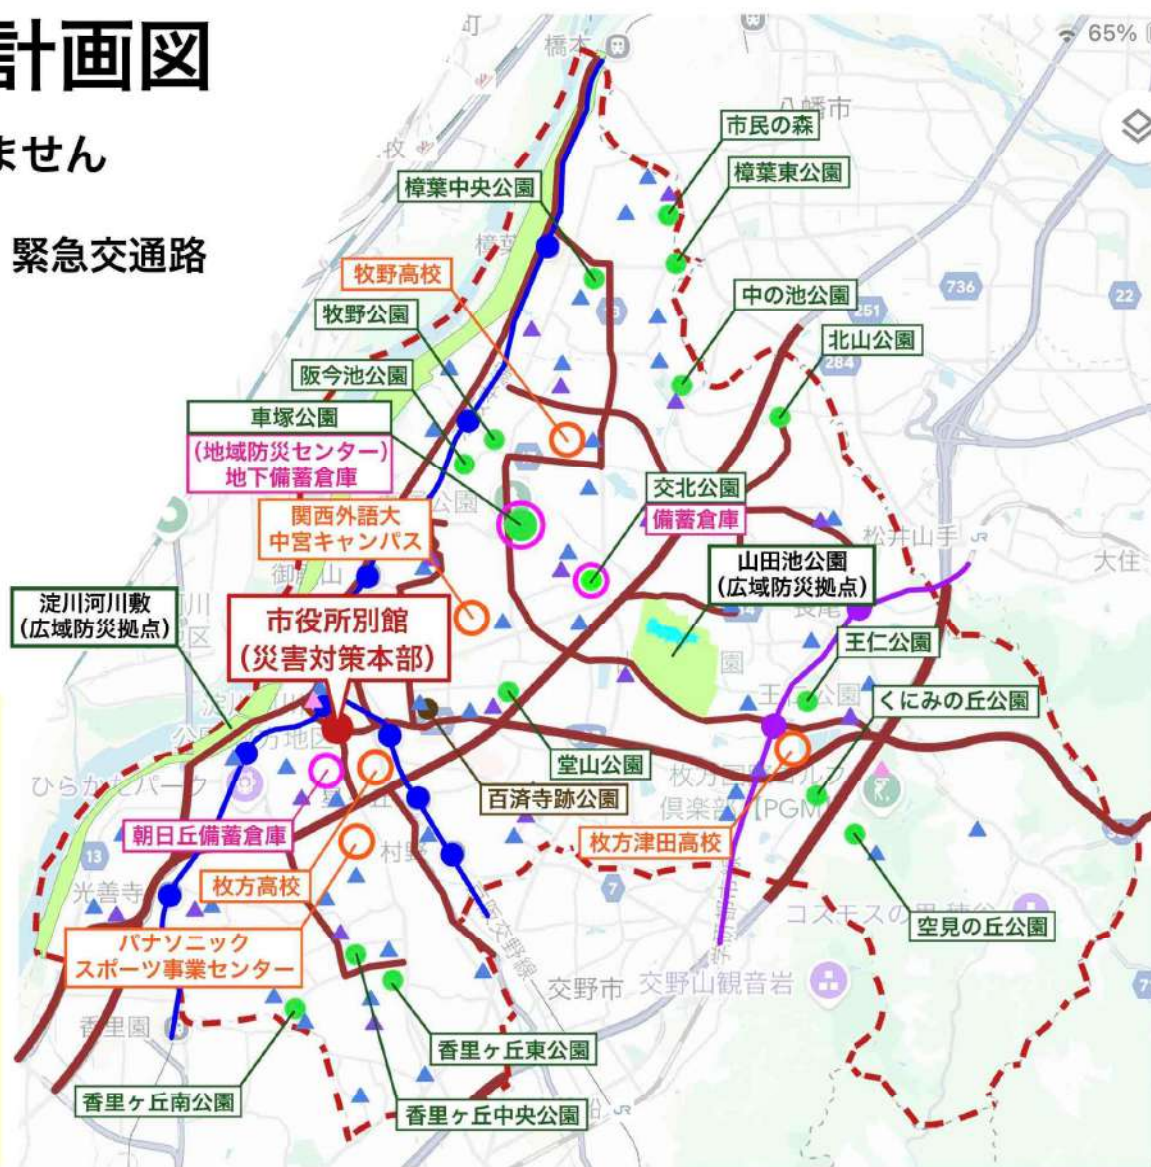 計画図
ません
緊急交通路
65%
橋本
八幡市
市民の森
樟葉東公園
樟葉中央公園
牧野高校
牧野公園
中の池公園
736
22
251
北山公園
284
阪今池公園
車塚公園
(地域防災センター)
地下備蓄倉庫
交北公園
備蓄倉庫
関西外語大
中宮キャンパス
松井山手
大住
山田池公園
(広域防災拠点)
淀川河川敷
(広域防災拠点)
市役所別館
(災害対策本部)
王仁公園
くにみの丘公園
堂山公園
百済寺跡公園
ひらかたパーク
朝日丘備蓄倉庫
枚方津田高校
村野
13
7
光善寺
枚方高校
パナソニック
スポーツ事業センター
空見の丘公園
交野市
交野山観音岩
香里園
香里ヶ丘東公園
香里ヶ丘南公園
香里ヶ丘中央公園